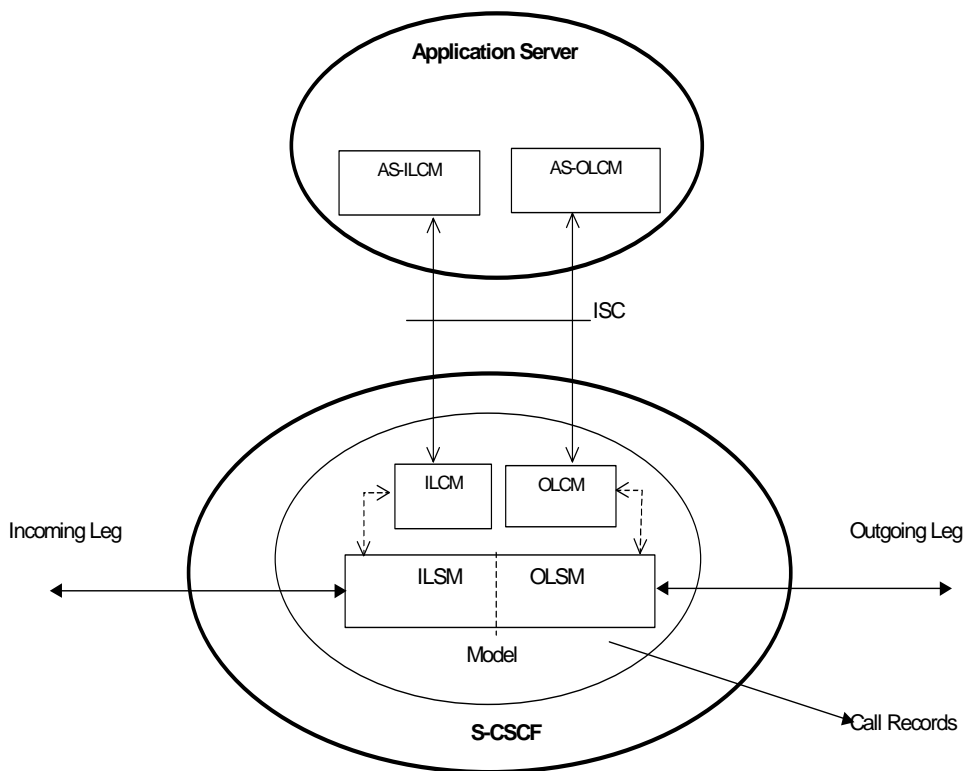 Application Server
AS-ILCM
AS-OLCM
ISC
ILCM
OLCM
Incoming Leg
Outgoing Leg
ILSM
OLSM
Model
Call Records
S-CSCF